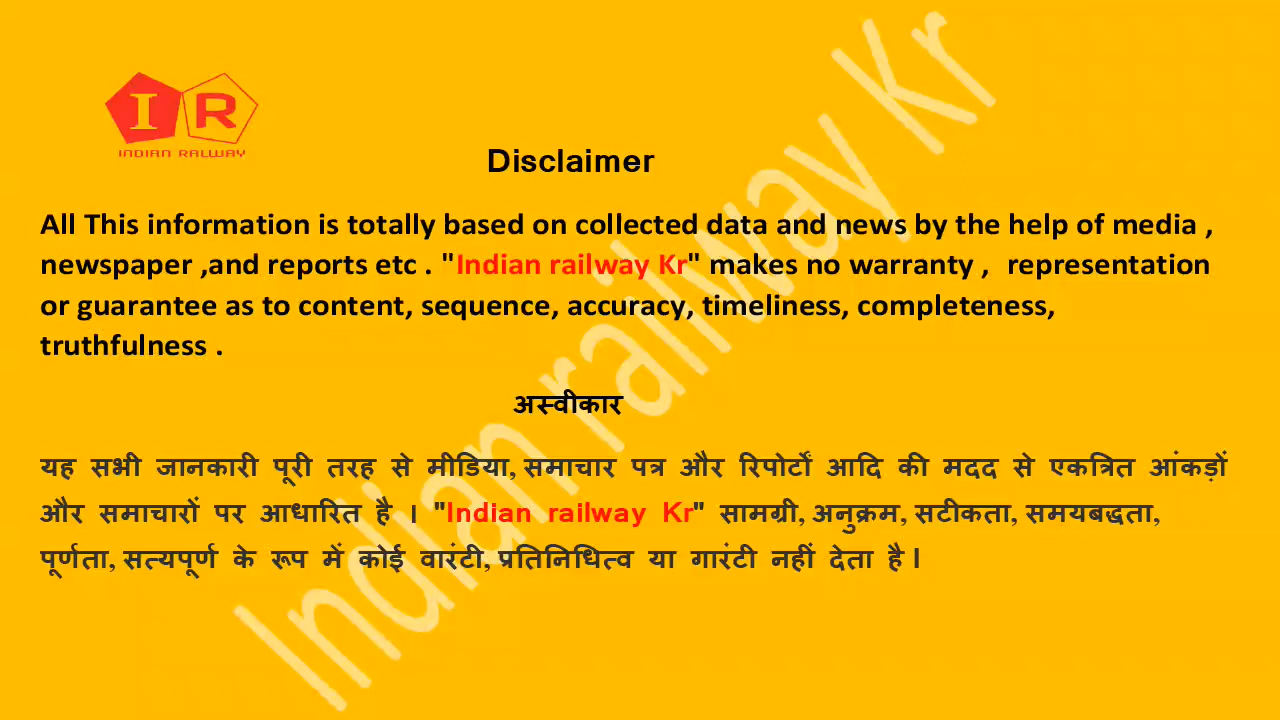 I R
INDIAN RALWAY
Disclaimer
All This information is totally based on collected data and news by the help of media ,
newspaper ,and reports etc . "Indian railway Kr" makes no warranty , representation
or guarantee as to content, sequence, accuracy, timeliness, completeness,
truthfulness .
अस्वीकार
यह सभी जानकारी पूरी तरह से मीडिया, समाचार पत्र और रिपोर्टों आदि की मदद से एकत्रित आंकड़ों
और समाचारों पर आधारित है । "Indian railway Kr" सामग्री, अनुक्रम, सटीकता, समयबद्धता,
पूर्णता, सत्यपूर्ण के रूप में कोई वारंटी, प्रतिनिधित्व या गारंटी नहीं देता है l
Indian railway Kr